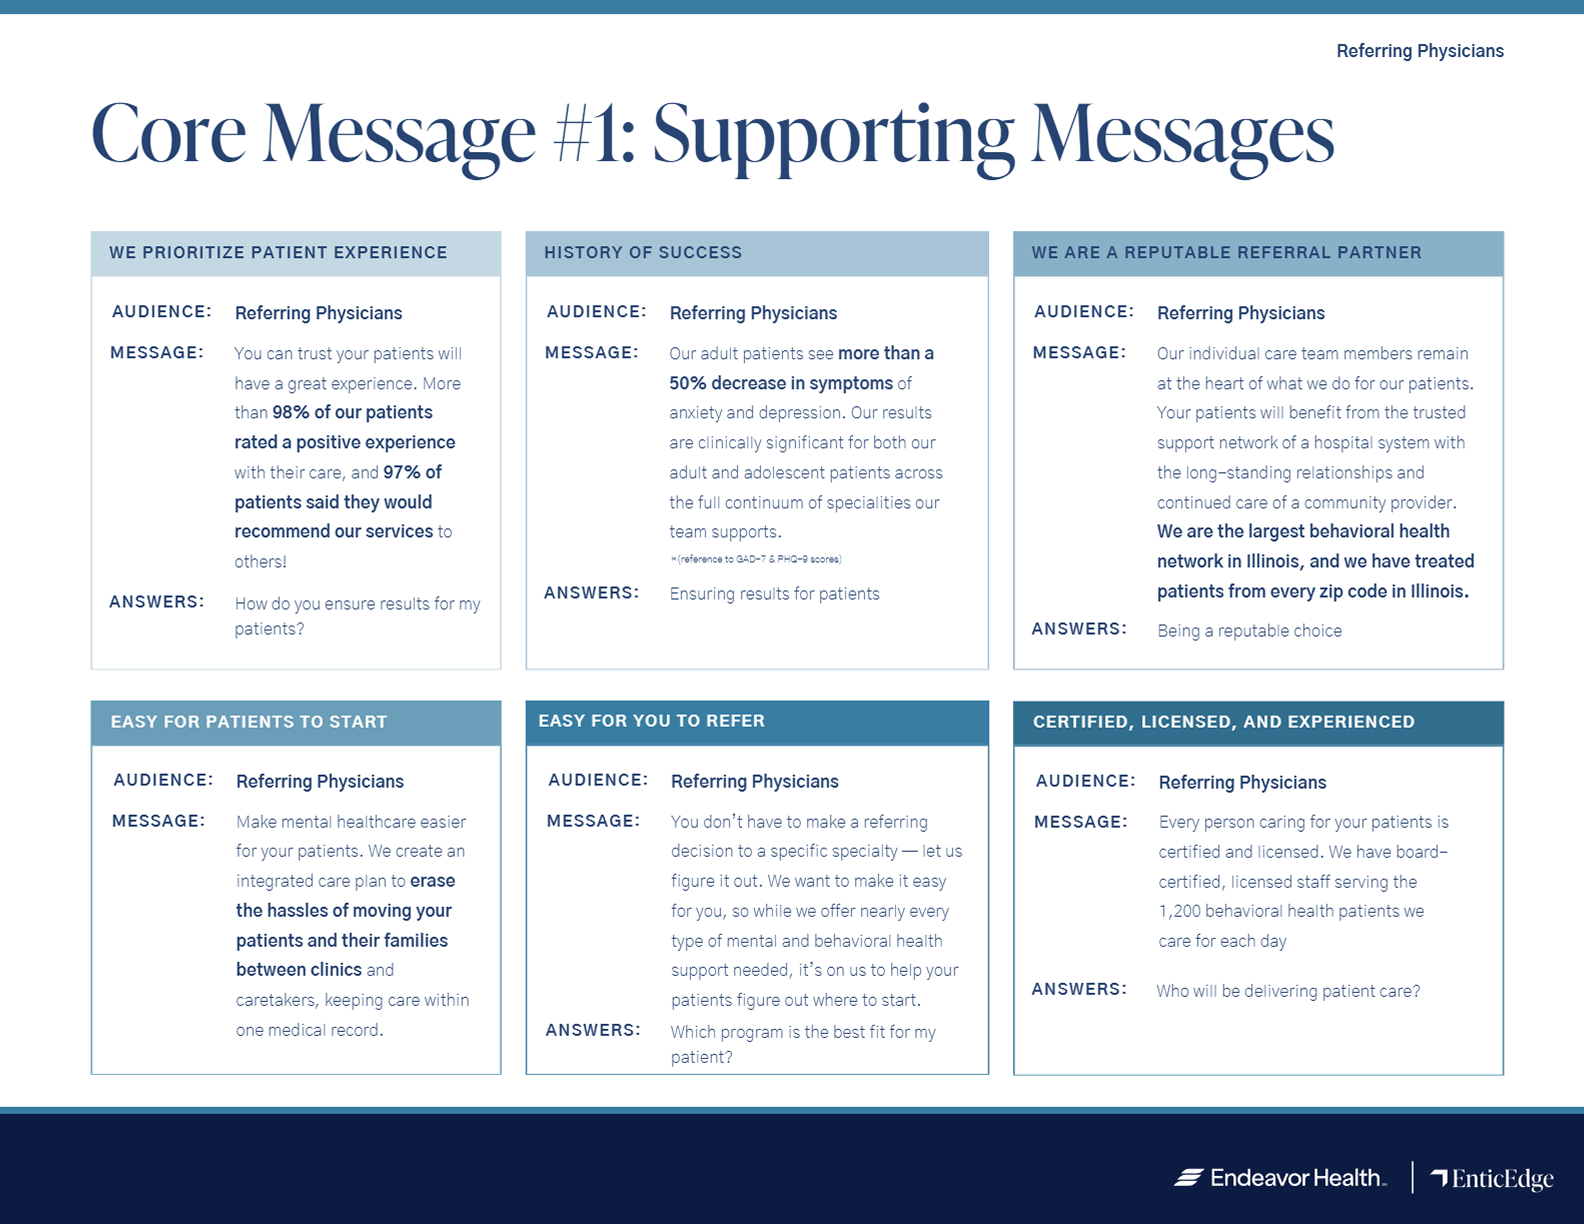 Referring Physicians
Core Message #1: Supporting Messages
WE PRIORITIZE PATIENT EXPERIENCE
AUDIENCE: Referring Physicians
MESSAGE: You can trust your patients will
have a great experience. More
than 98% of our patients
rated a positive experience
with their care, and 97% of
patients said they would
recommend our services to
others!
ANSWERS: How do you ensure results for my
patients?
HISTORY OF SUCCESS
AUDIENCE: Referring Physicians
MESSAGE: Our adult patients see more than a
50% decrease in symptoms of
anxiety and depression. Our results
are clinically significant for both our
adult and adolescent patients across
the full continuum of specialities our
team supports.
*(reference to GAD-7 & PHQ-9 scores)
ANSWERS: Ensuring results for patients
WE ARE A REPUTABLE REFERRAL PARTNER
AUDIENCE: Referring Physicians
MESSAGE: Our individual care team members remain
at the heart of what we do for our patients.
Your patients will benefit from the trusted
support network of a hospital system with
the long-standing relationships and
continued care of a community provider.
We are the largest behavioral health
network in Illinois, and we have treated
patients from every zip code in Illinois.
ANSWERS: Being a reputable choice
EASY FOR PATIENTS TO START
AUDIENCE: Referring Physicians
MESSAGE: Make mental healthcare easier
for your patients. We create an
integrated care plan to erase
the hassles of moving your
patients and their families
between clinics and
caretakers, keeping care within
one medical record.
EASY FOR YOU TO REFER
AUDIENCE: Referring Physicians
MESSAGE: You don't have to make a referring
decision to a specific specialty — let us
figure it out. We want to make it easy
for you, so while we offer nearly every
type of mental and behavioral health
support needed, it's on us to help your
patients figure out where to start.
ANSWERS: Which program is the best fit for my
patient?
CERTIFIED, LICENSED, AND EXPERIENCED
AUDIENCE: Referring Physicians
MESSAGE: Every person caring for your patients is
certified and licensed. We have board-
certified, licensed staff serving the
1,200 behavioral health patients we
care for each day
ANSWERS: Who will be delivering patient care?
Endeavor Health
EnticEdge